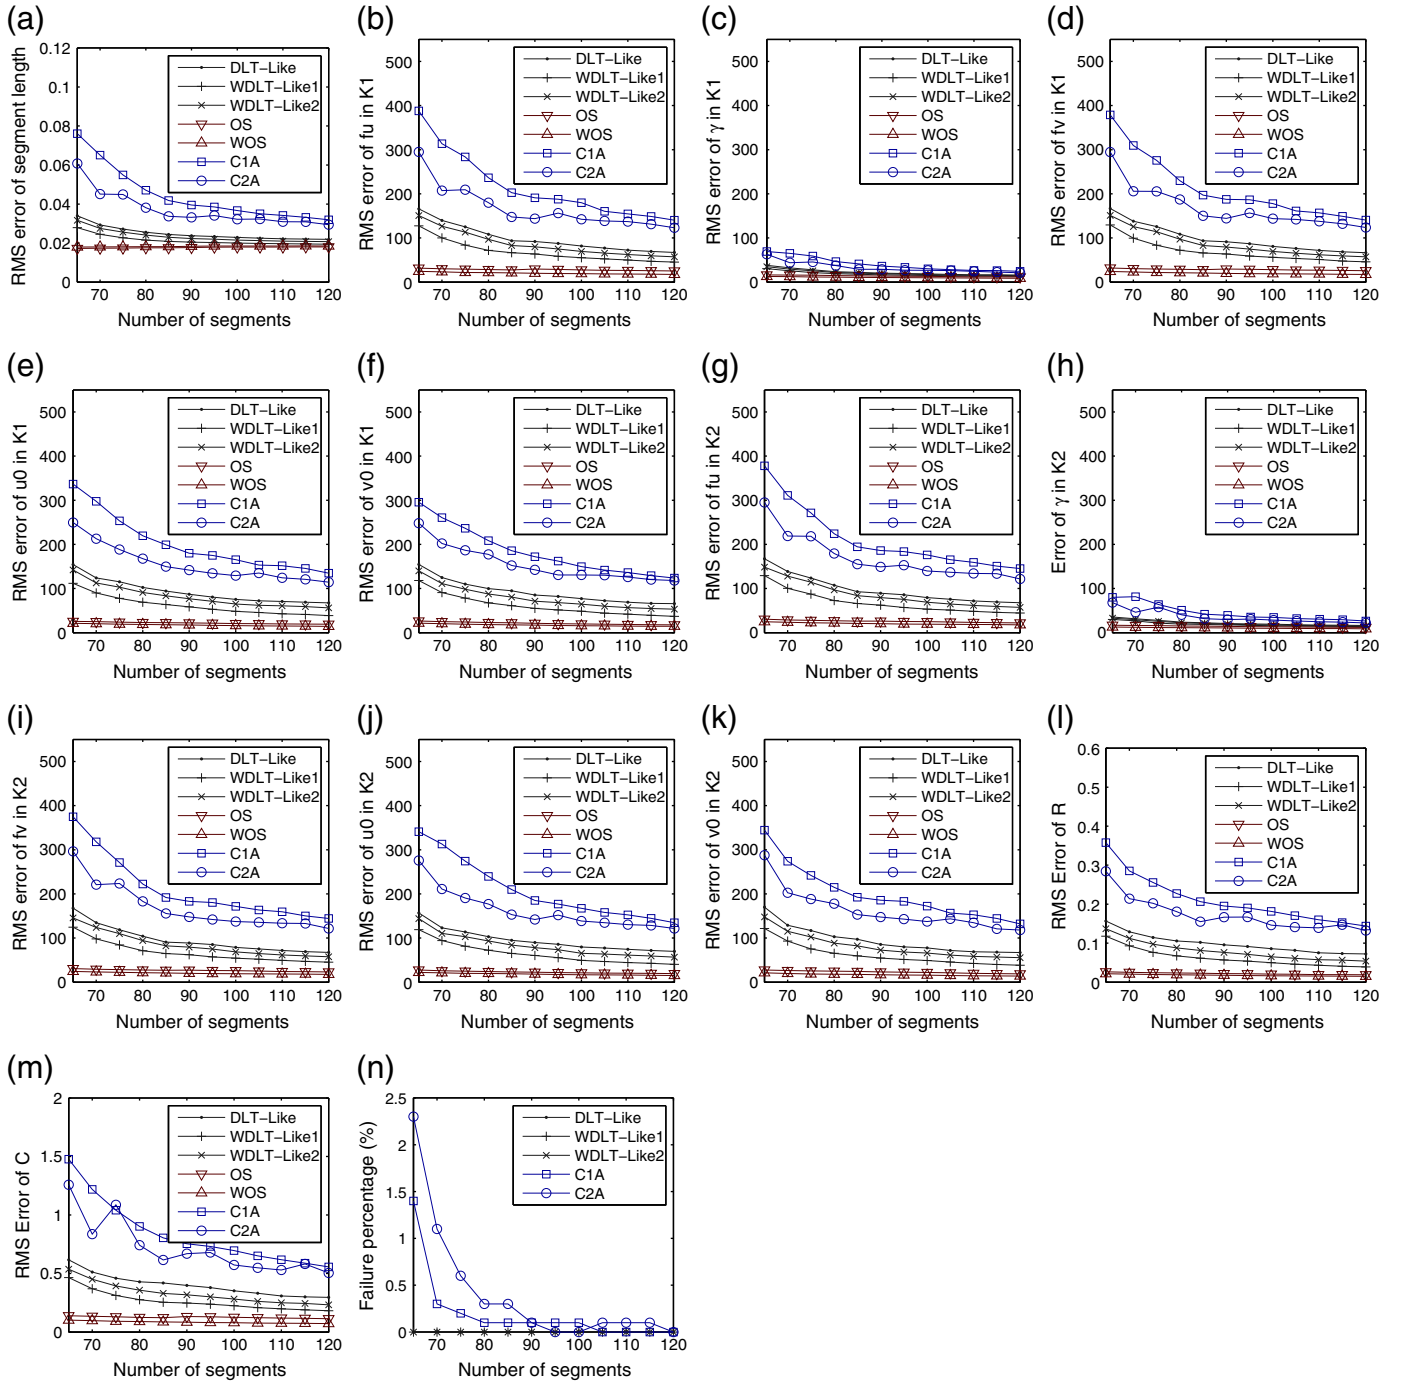 (a)
RMS error of segment length
0.12
0.1
0.08
0.06
0.04
0.02
0
DLT-Like
WDLT-Like1
WDLT-Like2
OS
WOS
C1A
C2A
70 80 90 100 110 120
Number of segments
(b)
RMS error of fu in K1
500
400
300
200
100
0
DLT-Like
WDLT-Like1
WDLT-Like2
OS
WOS
C1A
C2A
70 80 90 100 110 120
Number of segments
(c)
RMS error of γ in K1
500
400
300
200
100
0
DLT-Like
WDLT-Like1
WDLT-Like2
OS
WOS
C1A
C2A
70 80 90 100 110 120
Number of segments
(d)
RMS error of fv in K1
500
400
300
200
100
0
DLT-Like
WDLT-Like1
WDLT-Like2
OS
WOS
C1A
C2A
70 80 90 100 110 120
Number of segments
(e)
RMS error of u0 in K1
500
400
300
200
100
0
DLT-Like
WDLT-Like1
WDLT-Like2
OS
WOS
C1A
C2A
70 80 90 100 110 120
Number of segments
(f)
RMS error of v0 in K1
500
400
300
200
100
0
DLT-Like
WDLT-Like1
WDLT-Like2
OS
WOS
C1A
C2A
70 80 90 100 110 120
Number of segments
(g)
RMS error of fu in K2
500
400
300
200
100
0
DLT-Like
WDLT-Like1
WDLT-Like2
OS
WOS
C1A
C2A
70 80 90 100 110 120
Number of segments
(h)
Error of γ in K2
500
400
300
200
100
0
DLT-Like
WDLT-Like1
WDLT-Like2
OS
WOS
C1A
C2A
70 80 90 100 110 120
Number of segments
(i)
RMS error of fv in K2
500
400
300
200
100
0
DLT-Like
WDLT-Like1
WDLT-Like2
OS
WOS
C1A
C2A
70 80 90 100 110 120
Number of segments
(j)
RMS error of u0 in K2
500
400
300
200
100
0
DLT-Like
WDLT-Like1
WDLT-Like2
OS
WOS
C1A
C2A
70 80 90 100 110 120
Number of segments
(k)
RMS error of v0 in K2
500
400
300
200
100
0
DLT-Like
WDLT-Like1
WDLT-Like2
OS
WOS
C1A
C2A
70 80 90 100 110 120
Number of segments
(l)
RMS Error of R
0.6
0.5
0.4
0.3
0.2
0.1
0
DLT-Like
WDLT-Like1
WDLT-Like2
OS
WOS
C1A
C2A
70 80 90 100 110 120
Number of segments
(m)
RMS Error of C
2
1.5
1
0.5
0
DLT-Like
WDLT-Like1
WDLT-Like2
OS
WOS
C1A
C2A
70 80 90 100 110 120
Number of segments
(n)
Failure percentage (%)
2.5
2
1.5
1
0.5
0
DLT-Like
WDLT-Like1
WDLT-Like2
C1A
C2A
70 80 90 100 110 120
Number of segments